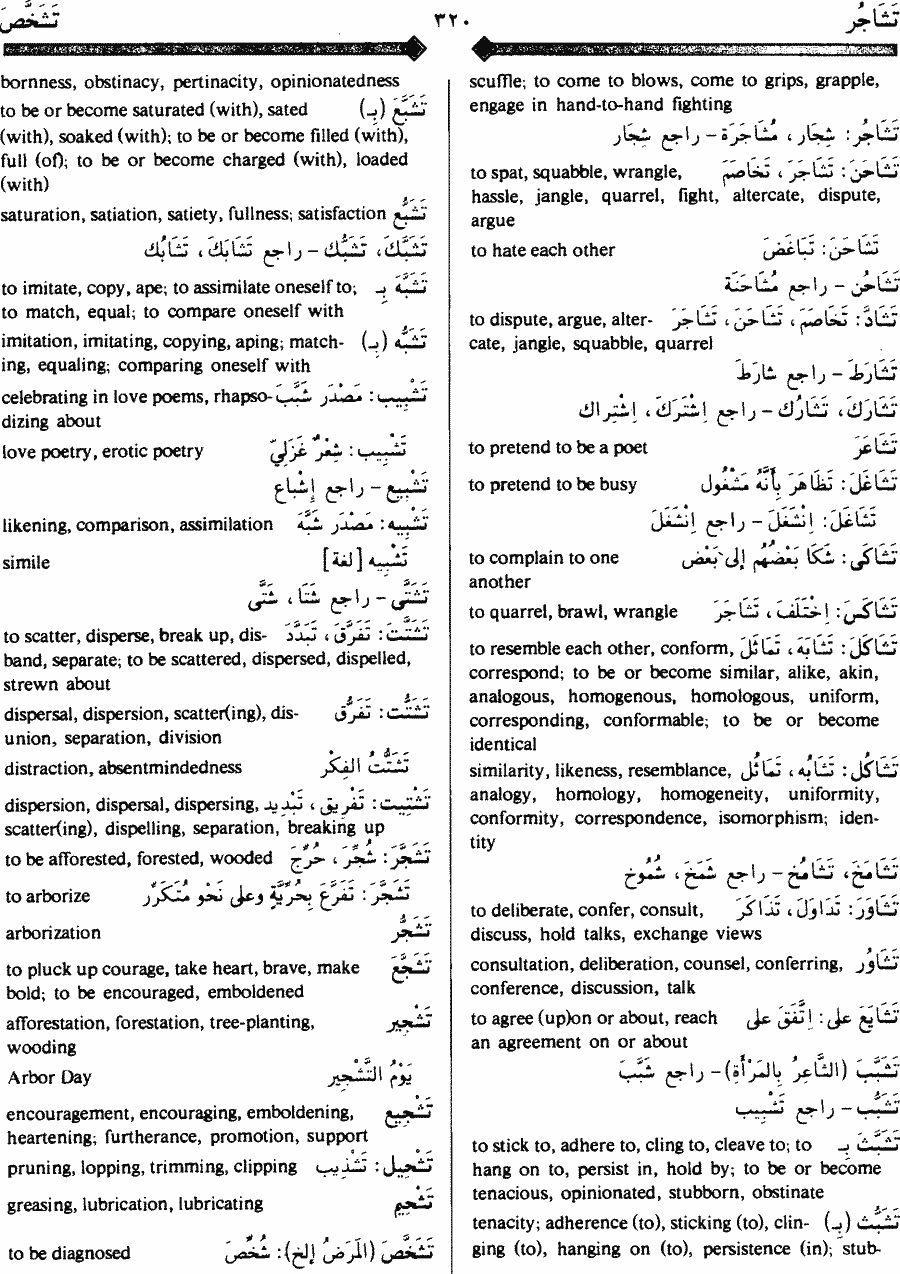 تَشَاجُر ٣٢٠ تَشَخَّصَ
scuffle; to come to blows, come to grips, grapple,
engage in hand-to-hand fighting
تَشَاجُر: شِجَار، مُشَاجَرَة - راجع شِجَار
تَشَاحَنَ: تَشَاجَرَ، تَخَاصَمَ to spat, squabble, wrangle,
hassle, jangle, quarrel, fight, altercate, dispute,
argue
تَشَاحَنَ: تَبَاغَضَ to hate each other
تَشَاحُن - راجع مُشَاحَنَة
تَشَادَّ: تَخَاصَمَ، تَشَاحَنَ، تَشَاجَرَ to dispute, argue, alter-
cate, jangle, squabble, quarrel
تَشَارَطَ - راجع شارَطَ
تَشَارَكَ، تَشَارُك - راجع اِشْتَرَكَ، اِشْتِراك
تَشَاعَرَ to pretend to be a poet
تَشَاغَلَ: تَظَاهَرَ بِأَنَّهُ مَشْغُول to pretend to be busy
تَشَاغَلَ: اِنْشَغَلَ - راجع اِنْشَغَلَ
تَشَاكَى: شَكَا بَعْضُهُم إلى بَعْض to complain to one
another
تَشَاكَسَ: اِخْتَلَفَ، تَشَاجَرَ to quarrel, brawl, wrangle
تَشَاكَلَ: تَشَابَه، تَمَاثَلَ to resemble each other, conform,
correspond; to be or become similar, alike, akin,
analogous, homogenous, homologous, uniform,
corresponding, conformable; to be or become
identical
تَشَاكُل: تَشَابُه، تَمَاثُل similarity, likeness, resemblance,
analogy, homology, homogeneity, uniformity,
conformity, correspondence, isomorphism; iden-
tity
تَشَامَخَ، تَشَامُخ - راجع شَمَخَ، شُمُوخ
تَشَاوَرَ: تَدَاوَلَ، تَذَاكَرَ to deliberate, confer, consult,
discuss, hold talks, exchange views
تَشَاوُر consultation, deliberation, counsel, conferring,
conference, discussion, talk
تَشَايَعَ على: اِتَّفَقَ على to agree (up)on or about, reach
an agreement on or about
تَشَبَّبَ (الشَّاعِرُ بِالمَرْأَةِ) - راجع شَبَّبَ
تَشَبُّب - راجع تَشْبِيب
تَشَبَّثَ بِـ to stick to, adhere to, cling to, cleave to; to
hang on to, persist in, hold by; to be or become
tenacious, opinionated, stubborn, obstinate
تَشَبُّث (بِـ) tenacity; adherence (to), sticking (to), clin-
ging (to), hanging on (to), persistence (in); stub-
bornness, obstinacy, pertinacity, opinionatedness
تَشَبَّعَ (بِـ) to be or become saturated (with), sated
(with), soaked (with); to be or become filled (with),
full (of); to be or become charged (with), loaded
(with)
تَشَبُّع saturation, satiation, satiety, fullness; satisfaction
تَشَبَّكَ، تَشَبُّك - راجع تَشَابَكَ، تَشَابُك
تَشَبَّهَ بِـ to imitate, copy, ape; to assimilate oneself to;
to match, equal; to compare oneself with
تَشَبُّه (بِـ) imitation, imitating, copying, aping; match-
ing, equaling; comparing oneself with
تَشْبِيب: مَصْدَر شَبَّبَ celebrating in love poems, rhapso-
dizing about
تَشْبِيب: شِعْرٌ غَزَلِيّ love poetry, erotic poetry
تَشْبِيع - راجع إشْبَاع
تَشْبِيه: مَصْدَر شَبَّهَ likening, comparison, assimilation
تَشْبِيه [لغة] simile
تَشَتَّى - راجع شَتَا، شَتَّى
تَشَتَّتَ: تَفَرَّقَ، تَبَدَّدَ to scatter, disperse, break up, dis-
band, separate; to be scattered, dispersed, dispelled,
strewn about
تَشَتُّت: تَفَرُّق dispersal, dispersion, scatter(ing), dis-
union, separation, division
تَشَتُّتُ الفِكْر distraction, absentmindedness
تَشْتِيت: تَفْرِيق، تَبْدِيد dispersion, dispersal, dispersing,
scatter(ing), dispelling, separation, breaking up
تَشَجَّرَ: شُجِّرَ، حُرِّجَ to be afforested, forested, wooded
تَشَجَّرَ: تَفَرَّعَ بِحُرِّيَّةٍ وعلى نَحْوٍ مُتَكَرِّر to arborize
تَشَجُّر arborization
تَشَجَّعَ to pluck up courage, take heart, brave, make
bold; to be encouraged, emboldened
تَشْجِير afforestation, forestation, tree-planting,
wooding
يَوْمُ التَّشْجِير Arbor Day
تَشْجِيع encouragement, encouraging, emboldening,
heartening; furtherance, promotion, support
تَشْحِيل: تَشْذِيب pruning, lopping, trimming, clipping
تَشْحِيم greasing, lubrication, lubricating
تَشَخَّصَ (المَرَضُ إلخ): شُخِّصَ to be diagnosed